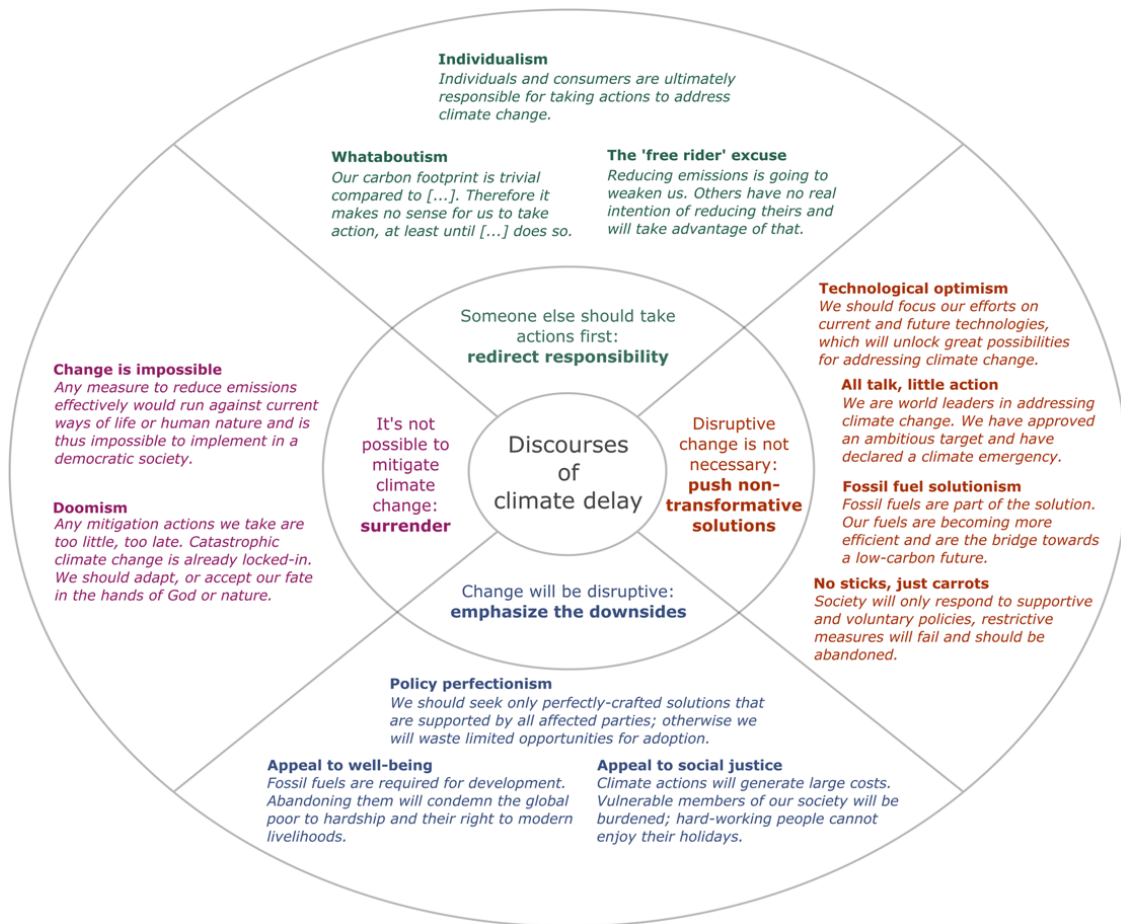 Individualism
Individuals and consumers are ultimately
responsible for taking actions to address
climate change.
Whataboutism
Our carbon footprint is trivial
compared to [...]. Therefore it
makes no sense for us to take
action, at least until [...] does so.
The 'free rider' excuse
Reducing emissions is going to
weaken us. Others have no real
intention of reducing theirs and
will take advantage of that.
Someone else should take
actions first:
redirect responsibility
Technological optimism
We should focus our efforts on
current and future technologies,
which will unlock great possibilities
for addressing climate change.
All talk, little action
We are world leaders in addressing
climate change. We have approved
an ambitious target and have
declared a climate emergency.
Fossil fuel solutionism
Fossil fuels are part of the solution.
Our fuels are becoming more
efficient and are the bridge towards
a low-carbon future.
No sticks, just carrots
Society will only respond to supportive
and voluntary policies, restrictive
measures will fail and should be
abandoned.
Disruptive
change is not
necessary:
push non-
transformative
solutions
Discourses
of
climate delay
It's not
possible to
mitigate
climate
change:
surrender
Change is impossible
Any measure to reduce emissions
effectively would run against current
ways of life or human nature and is
thus impossible to implement in a
democratic society.
Doomism
Any mitigation actions we take are
too little, too late. Catastrophic
climate change is already locked-in.
We should adapt, or accept our fate
in the hands of God or nature.
Change will be disruptive:
emphasize the downsides
Policy perfectionism
We should seek only perfectly-crafted solutions that
are supported by all affected parties; otherwise we
will waste limited opportunities for adoption.
Appeal to well-being
Fossil fuels are required for development.
Abandoning them will condemn the global
poor to hardship and their right to modern
livelihoods.
Appeal to social justice
Climate actions will generate large costs.
Vulnerable members of our society will be
burdened; hard-working people cannot
enjoy their holidays.